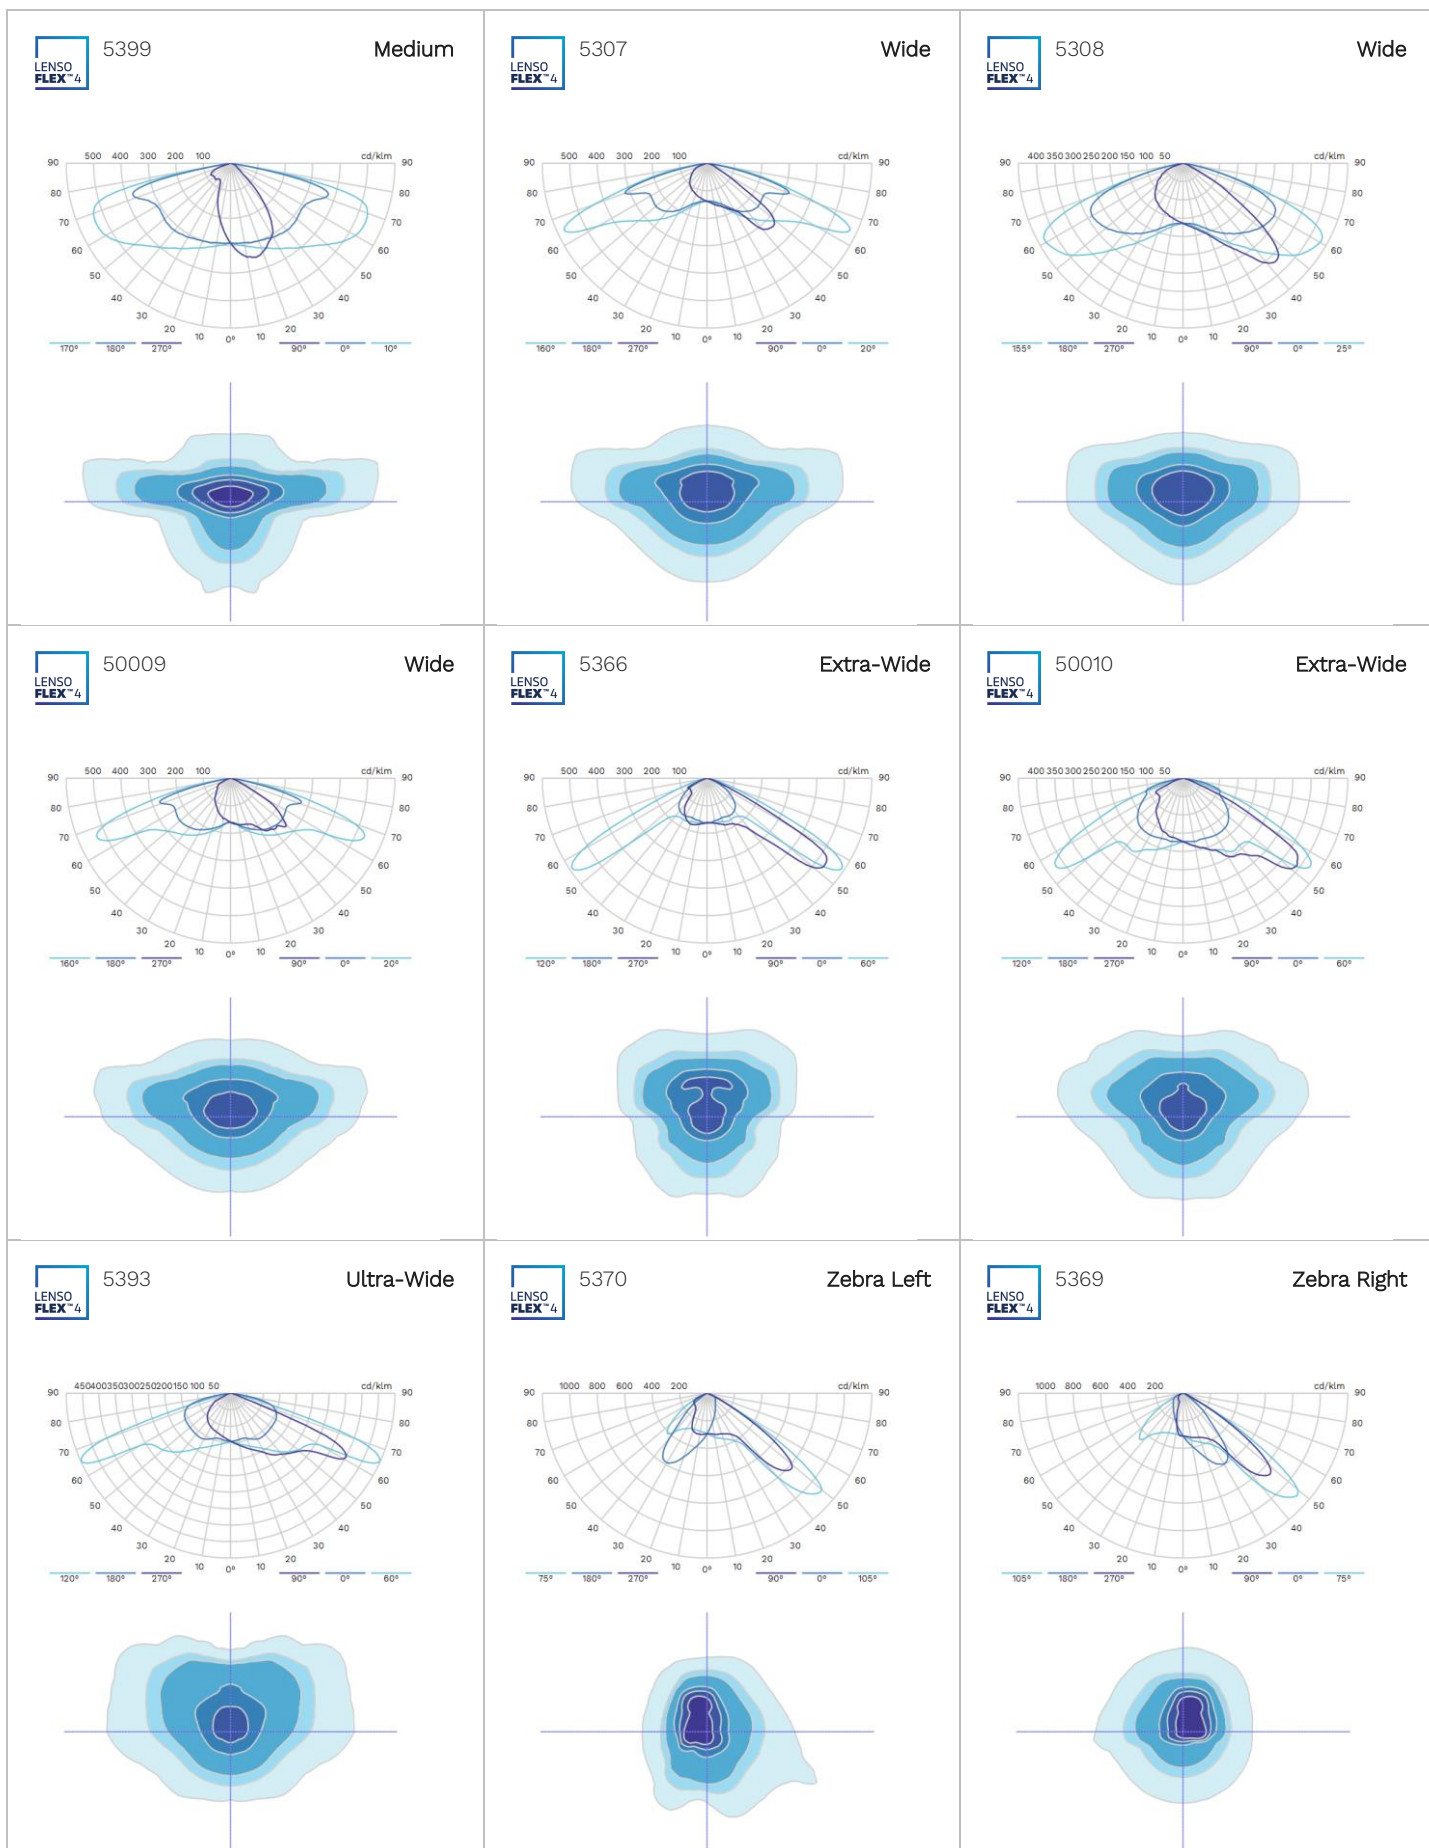 LENSO
FLEX™4
5399
Medium
90 500 400 300 200 100 cd/klm 90
80 80
70 70
60 60
50 50
40 40
30 30
20 10 0° 10 20
170° 180° 270° 90° 0° 10°
LENSO
FLEX™4
5307
Wide
90 500 400 300 200 100 cd/klm 90
80 80
70 70
60 60
50 50
40 40
30 30
20 10 0° 10 20
160° 180° 270° 90° 0° 20°
LENSO
FLEX™4
5308
Wide
90 400 350 300 250 200 150 100 50 cd/klm 90
80 80
70 70
60 60
50 50
40 40
30 30
20 10 0° 10 20
155° 180° 270° 90° 0° 25°
LENSO
FLEX™4
50009
Wide
90 500 400 300 200 100 cd/klm 90
80 80
70 70
60 60
50 50
40 40
30 30
20 10 0° 10 20
160° 180° 270° 90° 0° 20°
LENSO
FLEX™4
5366
Extra-Wide
90 500 400 300 200 100 cd/klm 90
80 80
70 70
60 60
50 50
40 40
30 30
20 10 0° 10 20
120° 180° 270° 90° 0° 60°
LENSO
FLEX™4
50010
Extra-Wide
90 400 350 300 250 200 150 100 50 cd/klm 90
80 80
70 70
60 60
50 50
40 40
30 30
20 10 0° 10 20
120° 180° 270° 90° 0° 60°
LENSO
FLEX™4
5393
Ultra-Wide
90 450 400 350 300 250 200 150 100 50 cd/klm 90
80 80
70 70
60 60
50 50
40 40
30 30
20 10 0° 10 20
120° 180° 270° 90° 0° 60°
LENSO
FLEX™4
5370
Zebra Left
90 1000 800 600 400 200 cd/klm 90
80 80
70 70
60 60
50 50
40 40
30 30
20 10 0° 10 20
75° 180° 270° 90° 0° 105°
LENSO
FLEX™4
5369
Zebra Right
90 1000 800 600 400 200 cd/klm 90
80 80
70 70
60 60
50 50
40 40
30 30
20 10 0° 10 20
105° 180° 270° 90° 0° 75°